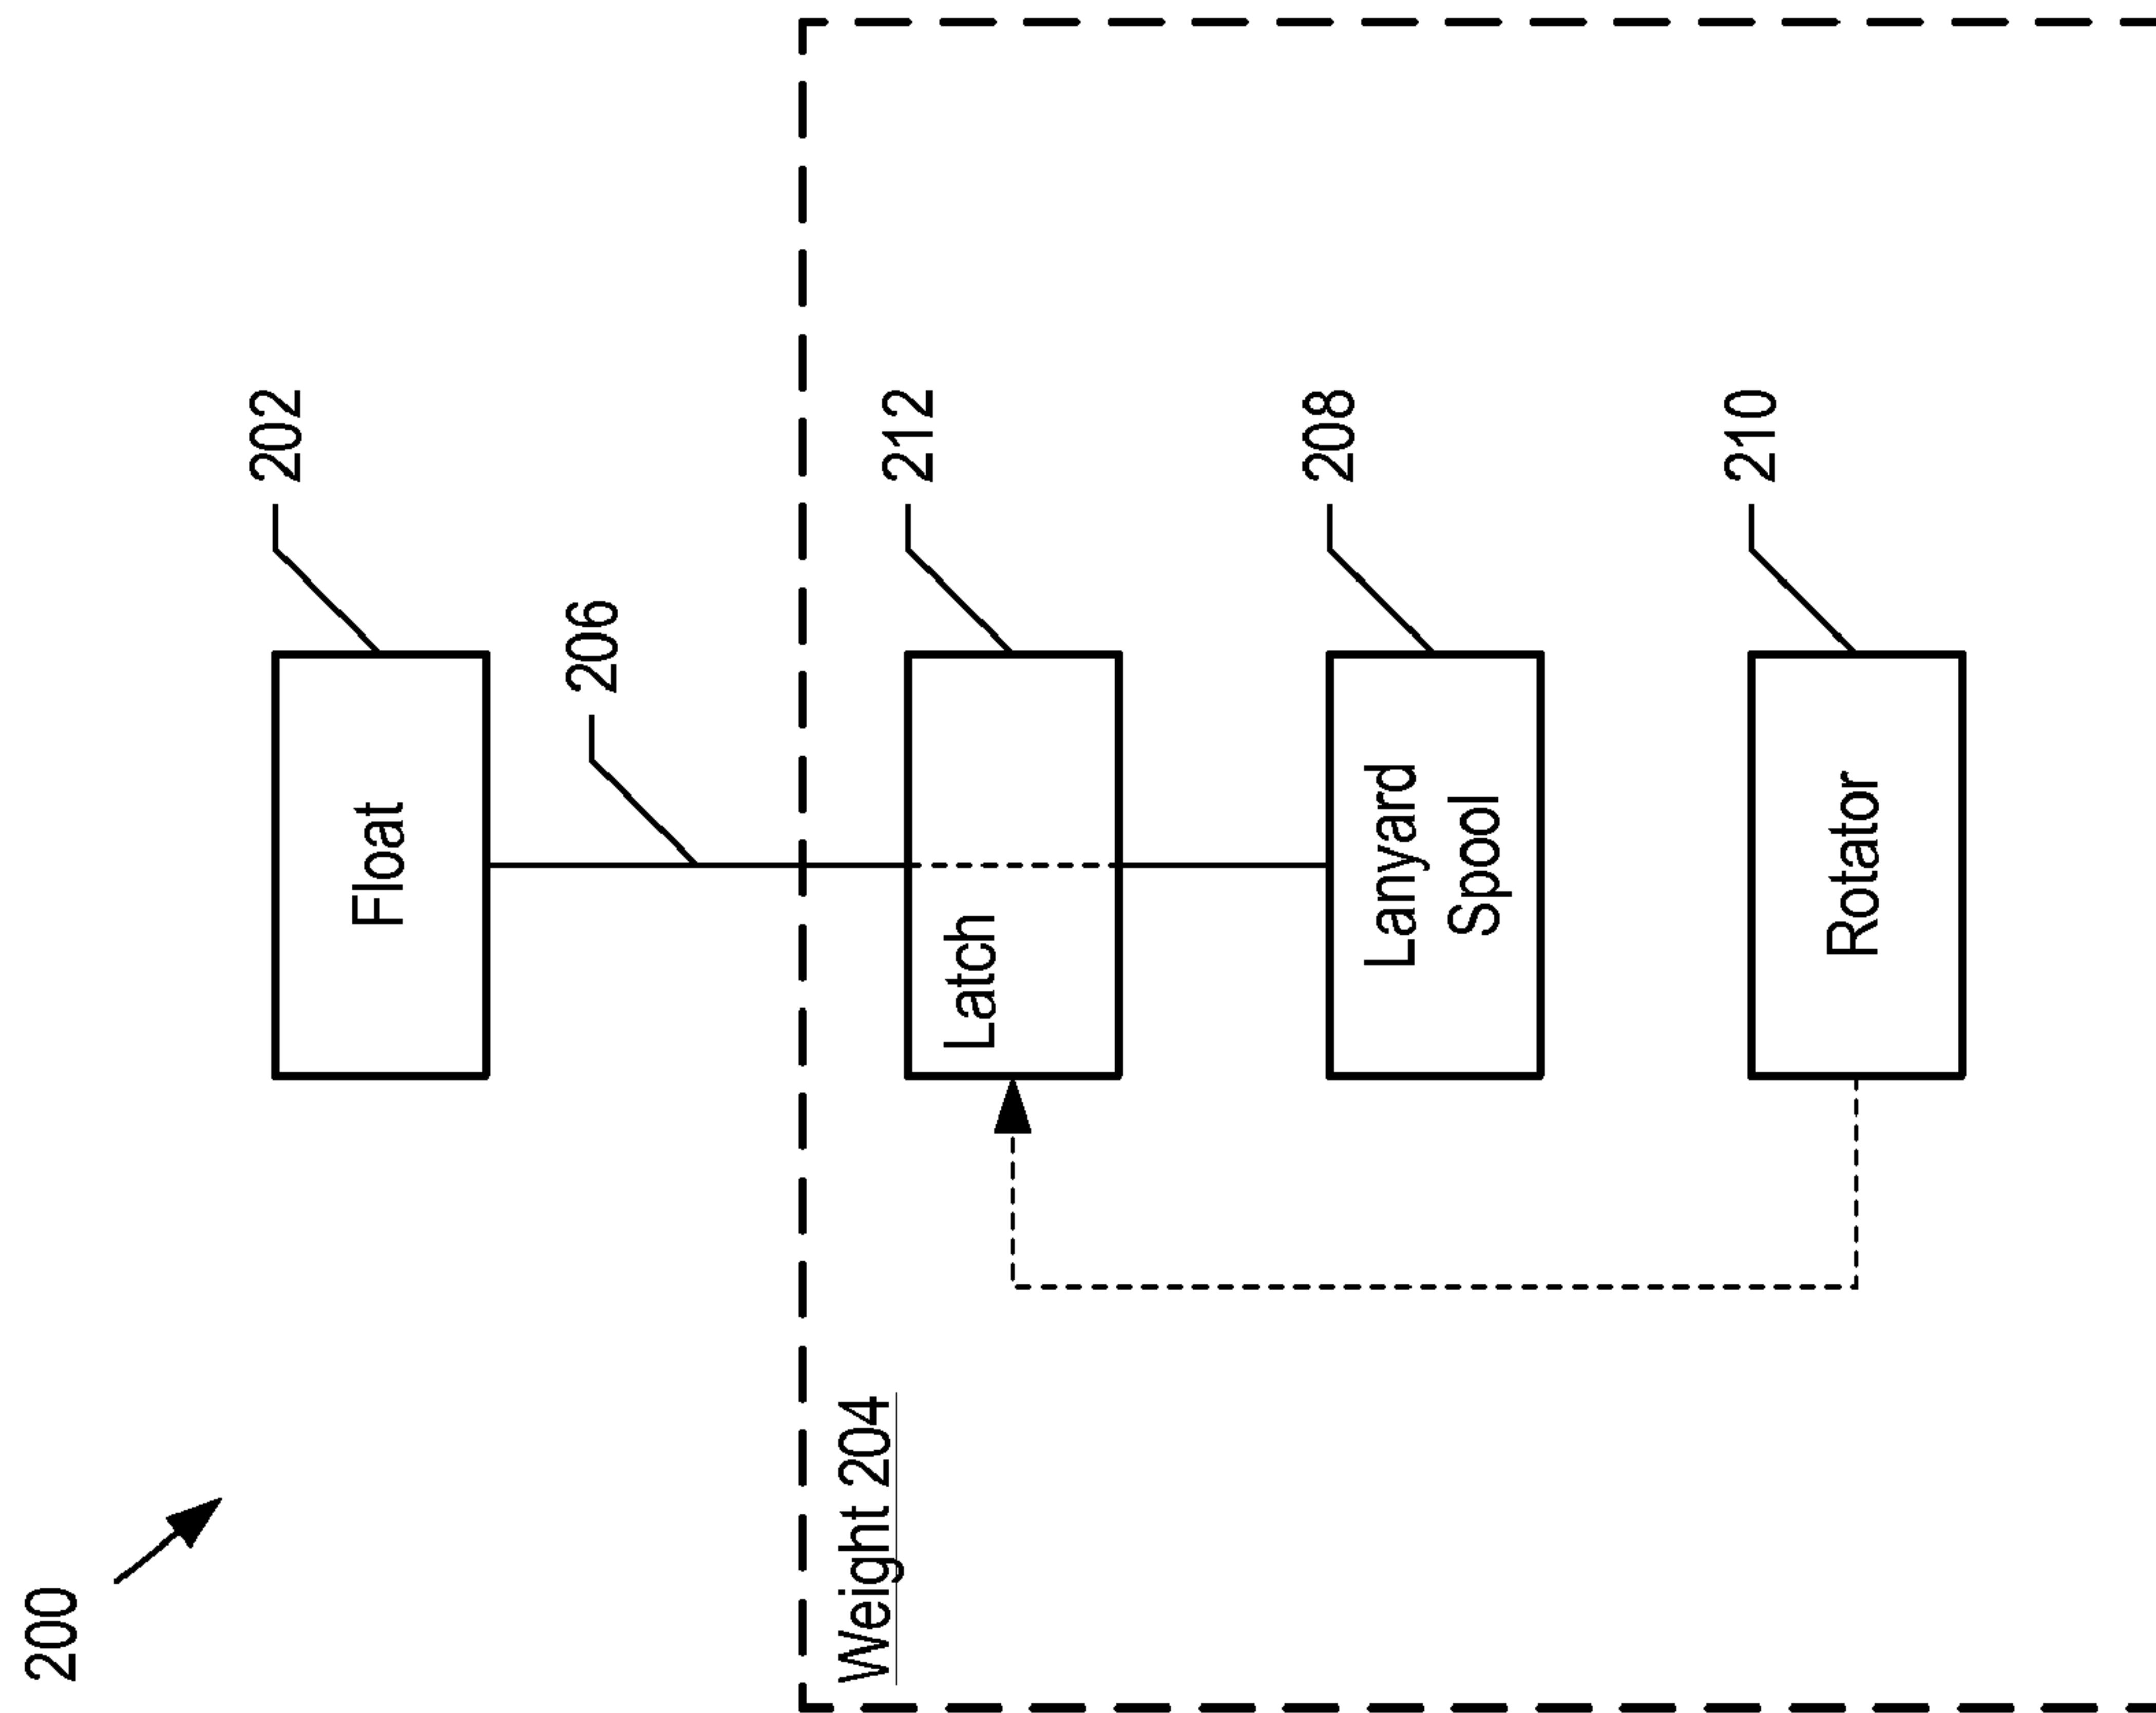 200
202
Float
206
Weight 204
212
Latch
208
Lanyard
Spool
210
Rotator